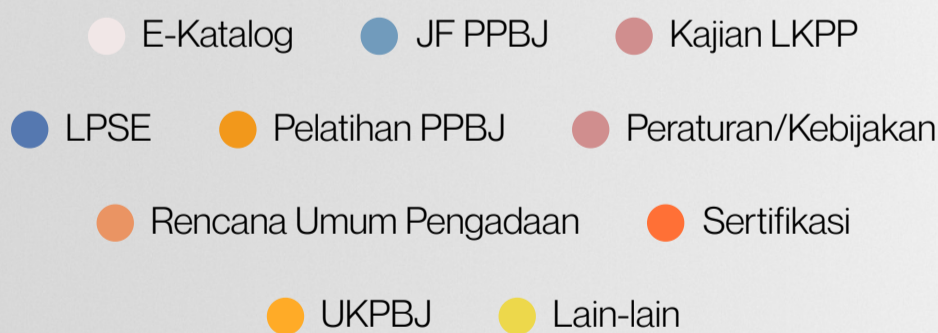 E-Katalog JF PPBJ Kajian LKPP
LPSE Pelatihan PPBJ Peraturan/Kebijakan
Rencana Umum Pengadaan Sertifikasi
UKPBJ Lain-lain